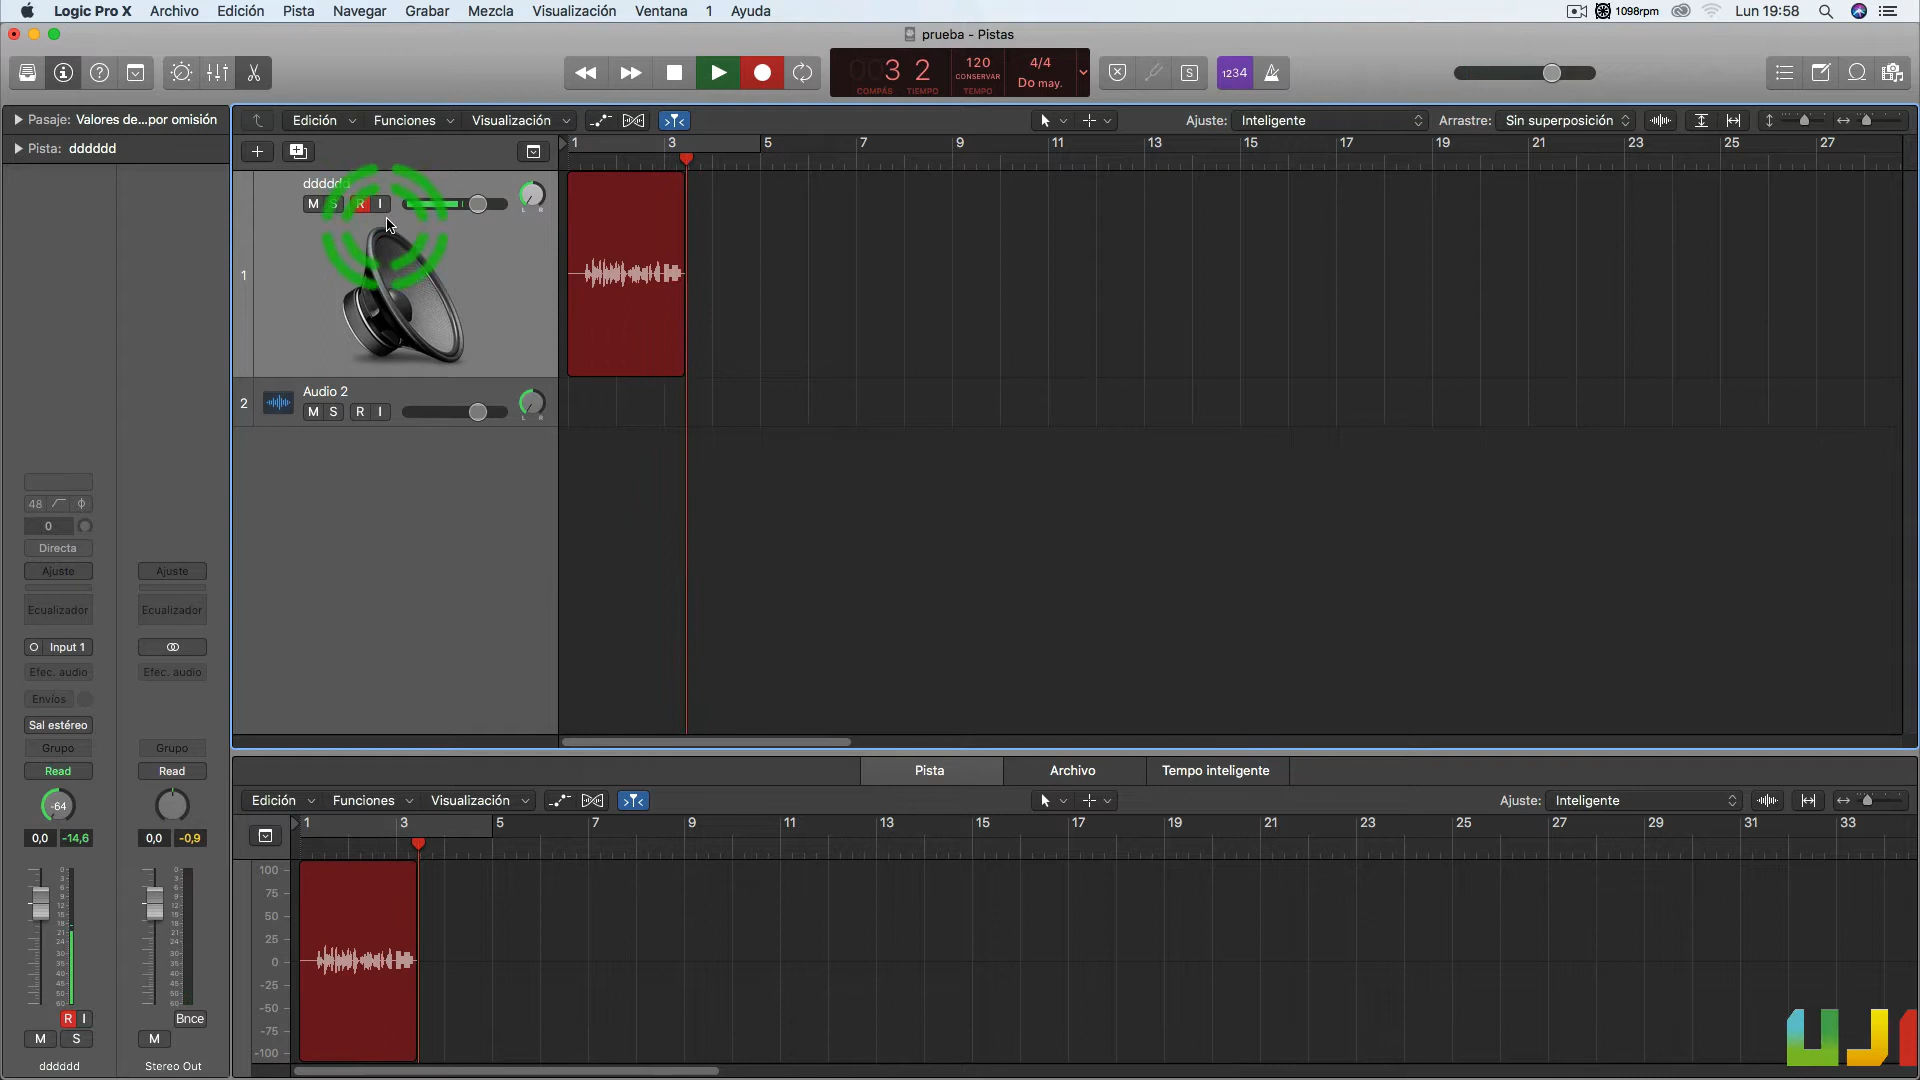 Logic Pro X Archivo Edición Pista Navegar Grabar Mezcla Visualización Ventana 1 Ayuda 1098rpm Lun 19:58
prueba - Pistas
3 2 120 4/4
CONSERVAR Do may.
COMPÁS TIEMPO TEMPO
S 1234
Pasaje: Valores de...por omisión
Edición Funciones Visualización Ajuste: Inteligente Arrastre: Sin superposición
Pista: dddddd
1 3 5 7 9 11 13 15 17 19 21 23 25 27
M S R I
L R
1
Audio 2
2 M S R I
L R
48
0
Directa
Ajuste Ajuste
Ecualizador Ecualizador
Input 1
Efec. audio Efec. audio
Envíos
Sal estéreo
Grupo Grupo
Read Read
-64
0,0 -14,6 0,0 -0,9
R I Bnce
M S M
dddddd Stereo Out
Pista Archivo Tempo inteligente
Edición Funciones Visualización Ajuste: Inteligente
1 3 5 7 9 11 13 15 17 19 21 23 25 27 29 31 33
100
75
50
25
0
-25
-50
-75
-100
UJ